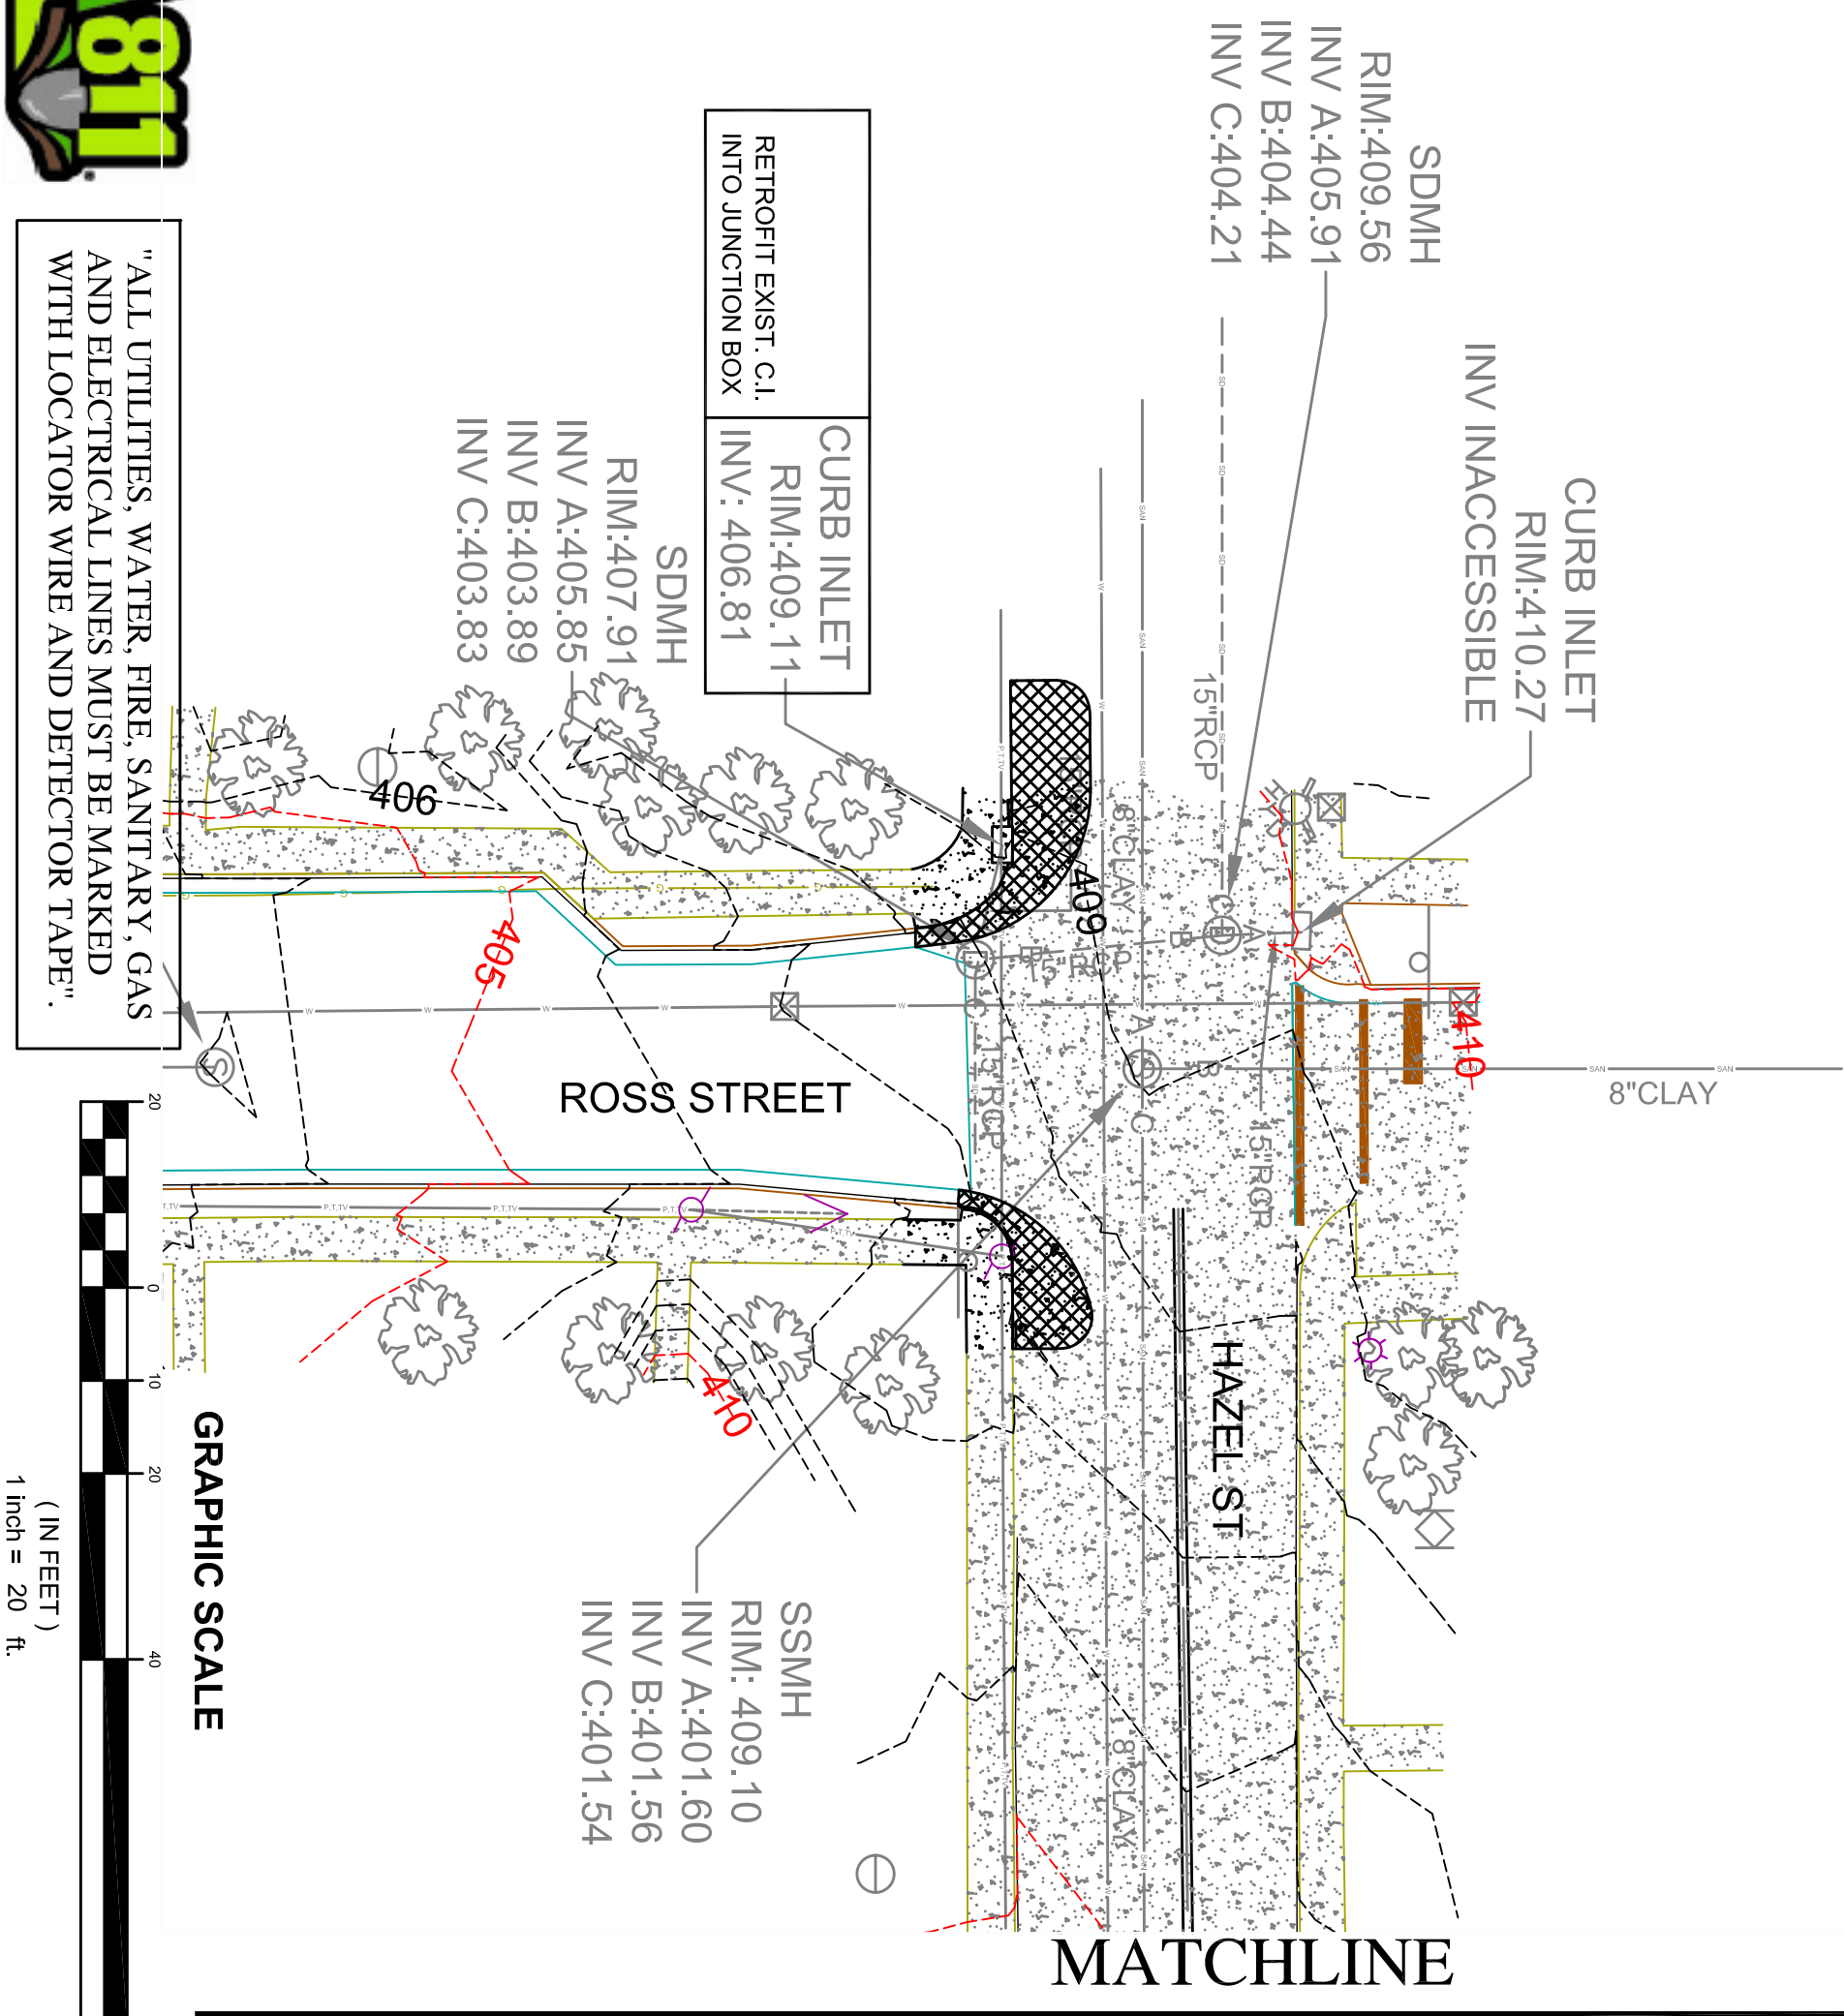 811
SDMH
RIM:409.56
INV A:405.91
INV B:404.44
INV C:404.21
CURB INLET
RIM:410.27
INV INACCESSIBLE
RETROFIT EXIST. C.I.
INTO JUNCTION BOX
CURB INLET
RIM:409.11
INV: 406.81
SDMH
RIM:407.91
INV A:405.85
INV B:403.89
INV C:403.83
"ALL UTILITIES, WATER, FIRE, SANITARY, GAS
AND ELECTRICAL LINES MUST BE MARKED
WITH LOCATOR WIRE AND DETECTOR TAPE".
15"RCP
8"CLAY
409
406
405
15"RCP
15"RCP
15"RCP
A
B
C
A
B
C
C
410
8"CLAY
ROSS STREET
HAZEL ST
410
8"CLAY
SSMH
RIM: 409.10
INV A:401.60
INV B:401.56
INV C:401.54
SAN
SD
W
G
P,T,TV
S
MATCHLINE
GRAPHIC SCALE
20
0
10
20
40
( IN FEET )
1 inch = 20 ft.